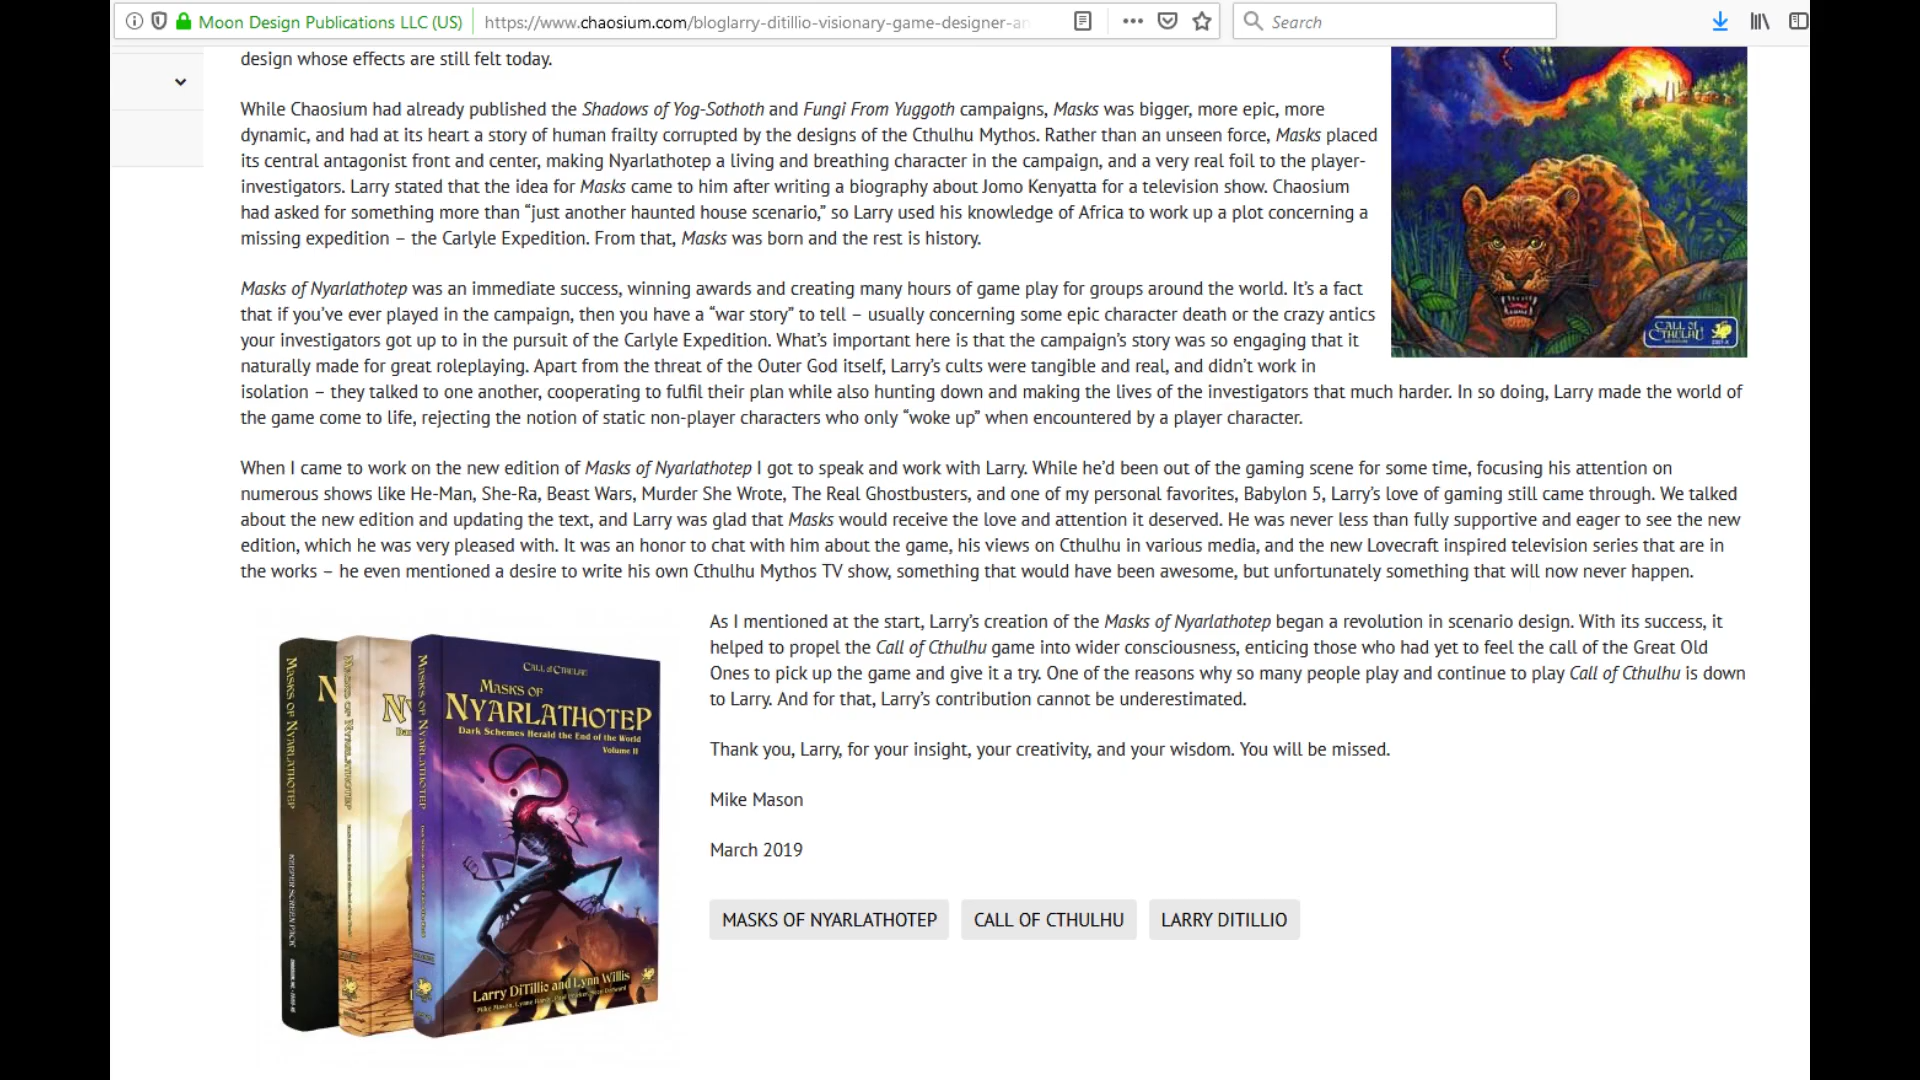 Moon Design Publications LLC (US)
https://www.chaosium.com/bloglarry-ditillio-visionary-game-designer-an
Search
design whose effects are still felt today.
While Chaosium had already published the Shadows of Yog-Sothoth and Fungi From Yuggoth campaigns, Masks was bigger, more epic, more
dynamic, and had at its heart a story of human frailty corrupted by the designs of the Cthulhu Mythos. Rather than an unseen force, Masks placed
its central antagonist front and center, making Nyarlathotep a living and breathing character in the campaign, and a very real foil to the player-
investigators. Larry stated that the idea for Masks came to him after writing a biography about Jomo Kenyatta for a television show. Chaosium
had asked for something more than “just another haunted house scenario,” so Larry used his knowledge of Africa to work up a plot concerning a
missing expedition – the Carlyle Expedition. From that, Masks was born and the rest is history.
CALL of
CTHULHU
Masks of Nyarlathotep was an immediate success, winning awards and creating many hours of game play for groups around the world. It’s a fact
that if you’ve ever played in the campaign, then you have a “war story” to tell – usually concerning some epic character death or the crazy antics
your investigators got up to in the pursuit of the Carlyle Expedition. What’s important here is that the campaign’s story was so engaging that it
naturally made for great roleplaying. Apart from the threat of the Outer God itself, Larry’s cults were tangible and real, and didn’t work in
isolation – they talked to one another, cooperating to fulfil their plan while also hunting down and making the lives of the investigators that much harder. In so doing, Larry made the world of
the game come to life, rejecting the notion of static non-player characters who only “woke up” when encountered by a player character.
When I came to work on the new edition of Masks of Nyarlathotep I got to speak and work with Larry. While he’d been out of the gaming scene for some time, focusing his attention on
numerous shows like He-Man, She-Ra, Beast Wars, Murder She Wrote, The Real Ghostbusters, and one of my personal favorites, Babylon 5, Larry’s love of gaming still came through. We talked
about the new edition and updating the text, and Larry was glad that Masks would receive the love and attention it deserved. He was never less than fully supportive and eager to see the new
edition, which he was very pleased with. It was an honor to chat with him about the game, his views on Cthulhu in various media, and the new Lovecraft inspired television series that are in
the works – he even mentioned a desire to write his own Cthulhu Mythos TV show, something that would have been awesome, but unfortunately something that will now never happen.
MASKS OF NYARLATHOTEP
KEEPER SCREEN PACK
MASKS OF NYARLATHOTEP
MASKS OF NYARLATHOTEP
CALL of CTHULHU
MASKS OF
NYARLATHOTEP
Dark Schemes Herald the End of the World
Volume II
Larry DiTillio and Lynn Willis
As I mentioned at the start, Larry’s creation of the Masks of Nyarlathotep began a revolution in scenario design. With its success, it
helped to propel the Call of Cthulhu game into wider consciousness, enticing those who had yet to feel the call of the Great Old
Ones to pick up the game and give it a try. One of the reasons why so many people play and continue to play Call of Cthulhu is down
to Larry. And for that, Larry’s contribution cannot be underestimated.
Thank you, Larry, for your insight, your creativity, and your wisdom. You will be missed.
Mike Mason
March 2019
MASKS OF NYARLATHOTEP
CALL OF CTHULHU
LARRY DITILLIO